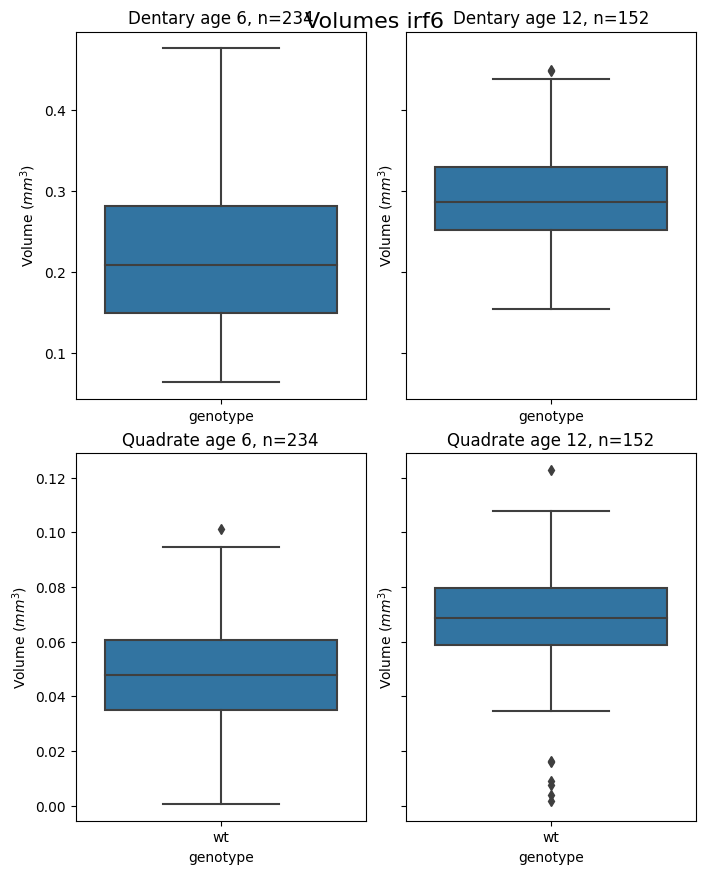 Volumes irf6
Dentary age 6, n=234
Dentary age 12, n=152
Volume (mm³)
0.4
0.3
0.2
0.1
genotype
Volume (mm³)
genotype
Quadrate age 6, n=234
Quadrate age 12, n=152
Volume (mm³)
0.12
0.10
0.08
0.06
0.04
0.02
0.00
wt
genotype
Volume (mm³)
wt
genotype